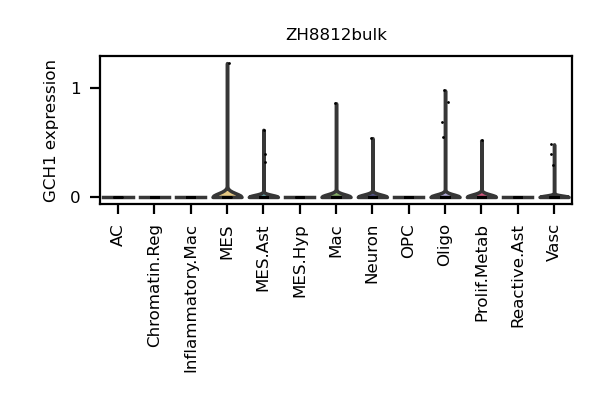 ZH8812bulk
GCH1 expression
1
0
AC
Chromatin.Reg
Inflammatory.Mac
MES
MES.Ast
MES.Hyp
Mac
Neuron
OPC
Oligo
Prolif.Metab
Reactive.Ast
Vasc